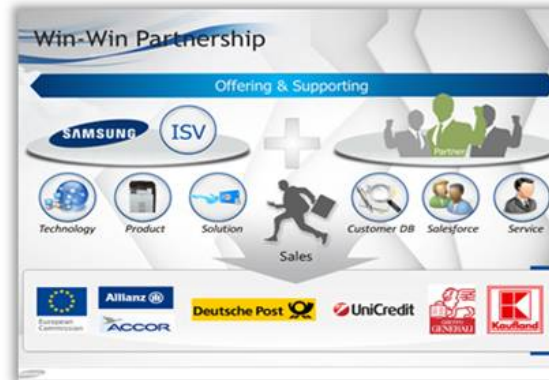 Win-Win Partnership
Offering & Supporting
SAMSUNG
ISV
Partner
Technology
Product
Solution
Sales
Customer DB
Salesforce
Service
European
Commission
Allianz
ACCOR
Deutsche Post
UniCredit
GENERALI
Kaufland